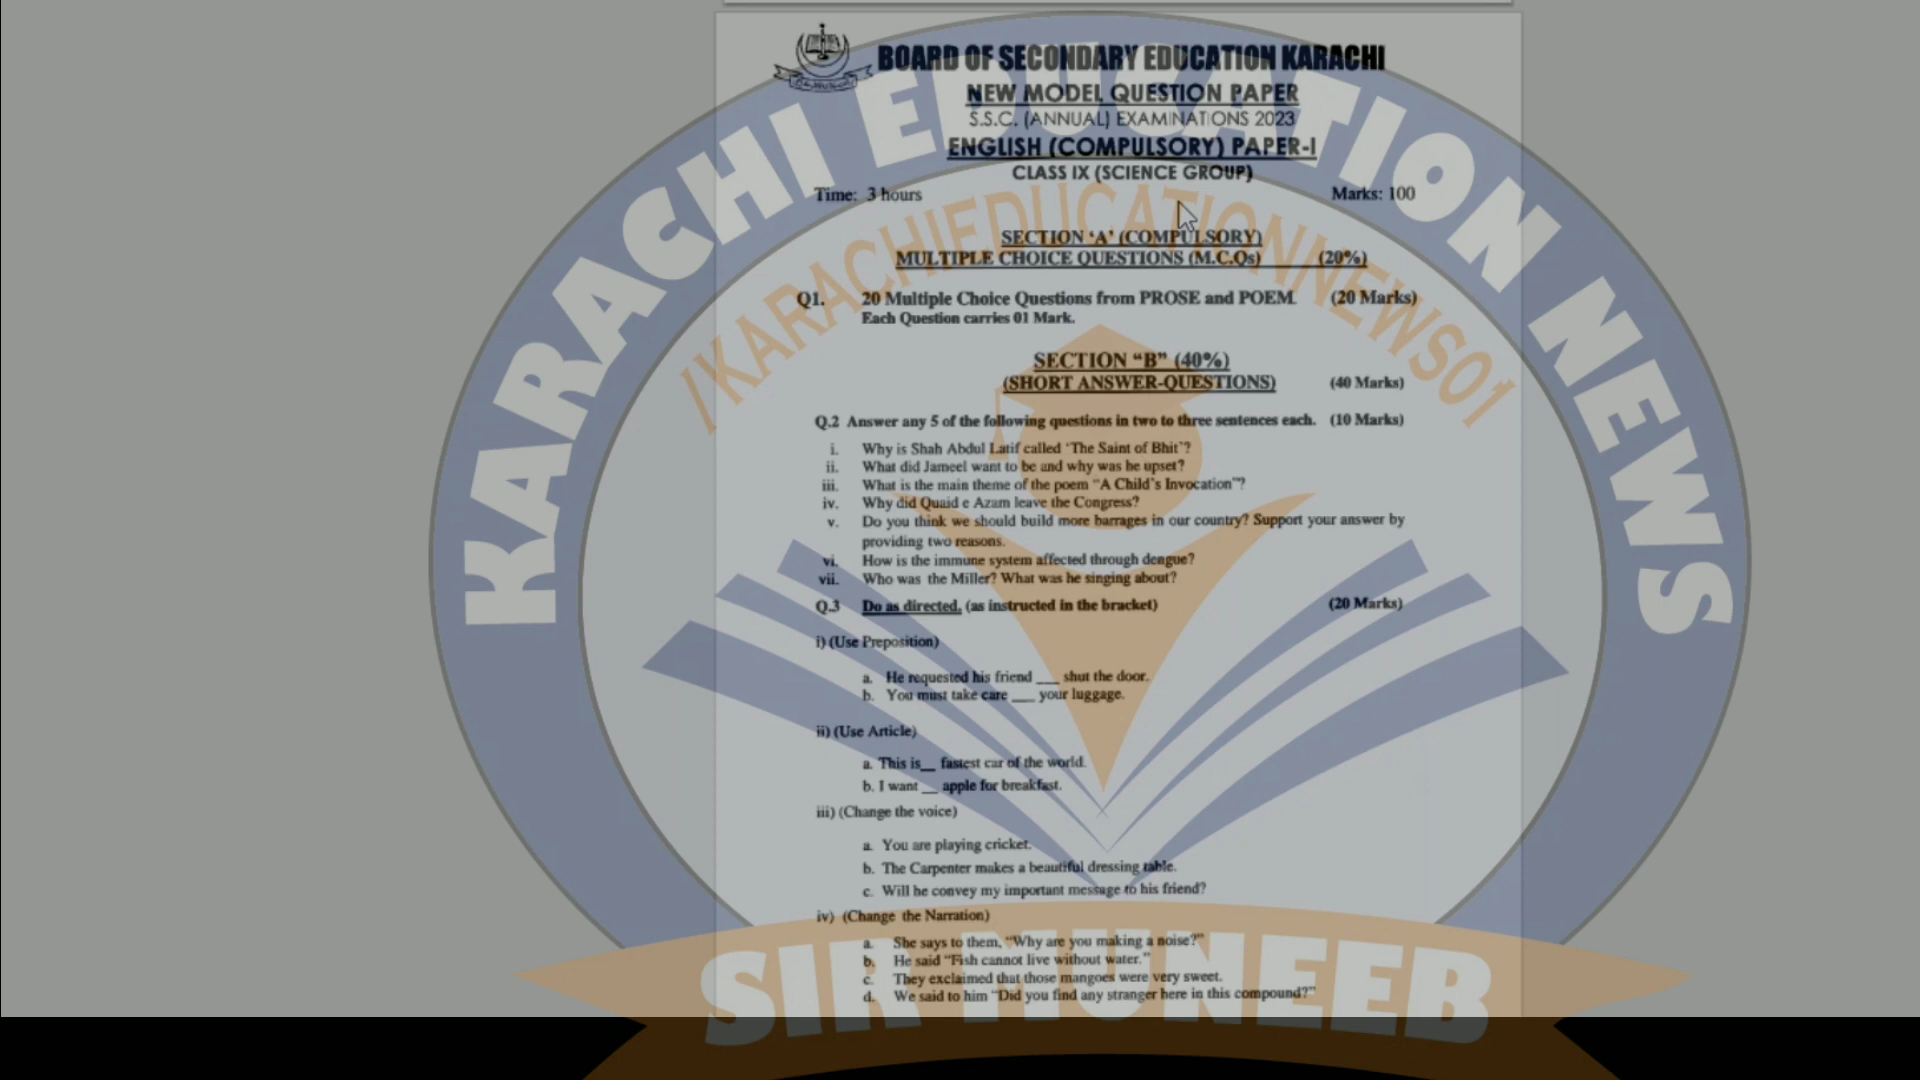 BOARD OF SECONDARY EDUCATION KARACHI
NEW MODEL QUESTION PAPER
S.S.C. (ANNUAL) EXAMINATIONS 2023
ENGLISH (COMPULSORY) PAPER-I
CLASS IX (SCIENCE GROUP)
Time: 3 hours Marks: 100
SECTION 'A' (COMPULSORY)
MULTIPLE CHOICE QUESTIONS (M.C.Qs) (20%)
Q1. 20 Multiple Choice Questions from PROSE and POEM. (20 Marks)
Each Question carries 01 Mark.
SECTION "B" (40%)
(SHORT ANSWER-QUESTIONS) (40 Marks)
Q.2 Answer any 5 of the following questions in two to three sentences each. (10 Marks)
i. Why is Shah Abdul Latif called 'The Saint of Bhit'?
ii. What did Jameel want to be and why was he upset?
iii. What is the main theme of the poem "A Child's Invocation"?
iv. Why did Quaid e Azam leave the Congress?
v. Do you think we should build more barrages in our country? Support your answer by
providing two reasons.
vi. How is the immune system affected through dengue?
vii. Who was the Miller? What was he singing about?
Q.3 Do as directed. (as instructed in the bracket) (20 Marks)
i) (Use Preposition)
a. He requested his friend ___ shut the door.
b. You must take care ___ your luggage.
ii) (Use Article)
a. This is__ fastest car of the world.
b. I want __ apple for breakfast.
iii) (Change the voice)
a. You are playing cricket.
b. The Carpenter makes a beautiful dressing table.
c. Will he convey my important message to his friend?
iv) (Change the Narration)
a. She says to them, "Why are you making a noise?"
b. He said "Fish cannot live without water."
c. They exclaimed that those mangoes were very sweet.
d. We said to him "Did you find any stranger here in this compound?"
KARACHI EDUCATION NEWS
/KARACHIEDUCATIONNEWS01
SIR MUNEEB